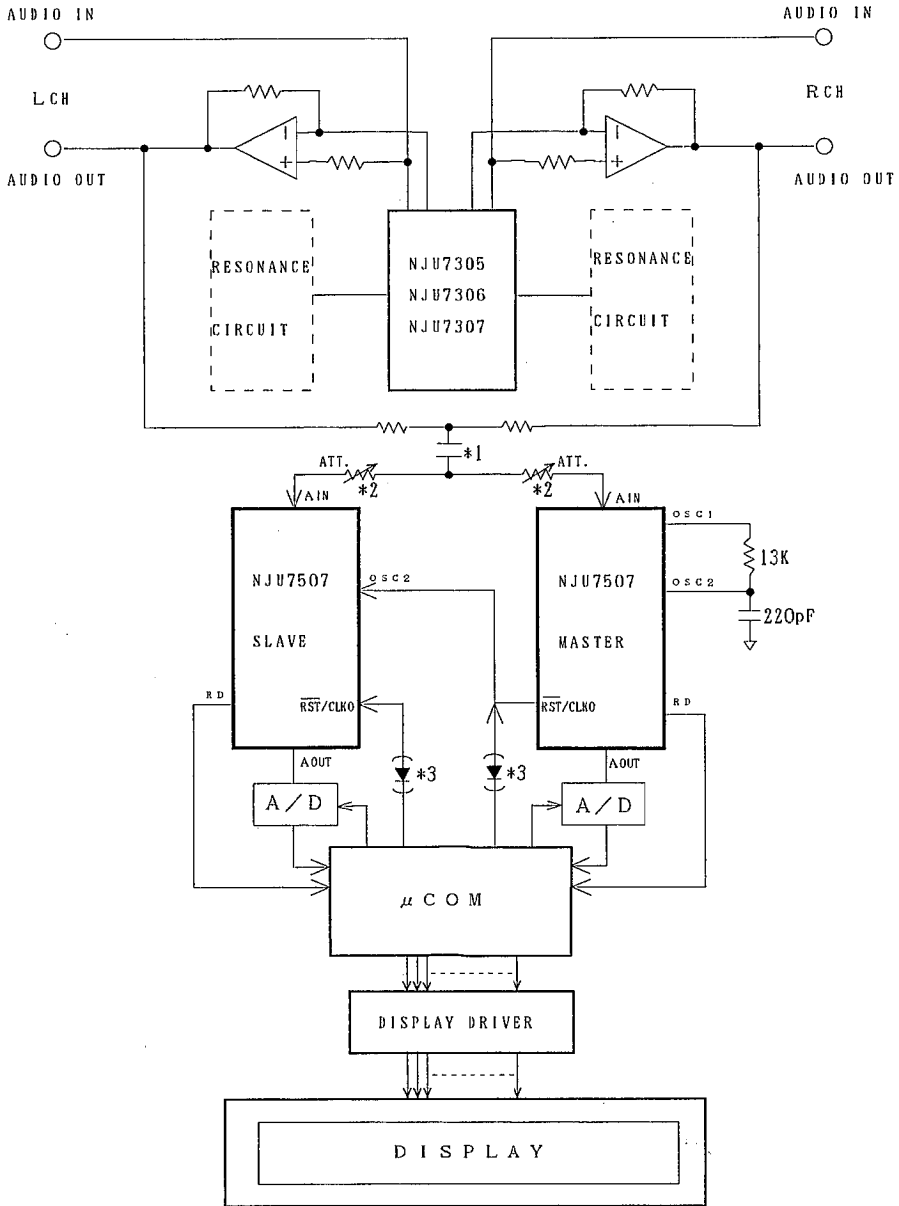 AUDIO IN
AUDIO IN
LCH
RCH
AUDIO OUT
AUDIO OUT
RESONANCE
CIRCUIT
NJU7305
NJU7306
NJU7307
RESONANCE
CIRCUIT
*1
ATT.
*2
ATT.
*2
AIN
AIN
NJU7507
SLAVE
OSC2
RST/CLKO
RD
AOUT
NJU7507
MASTER
OSC1
OSC2
13K
220pF
RST/CLKO
RD
AOUT
*3
*3
A/D
A/D
μCOM
DISPLAY DRIVER
DISPLAY